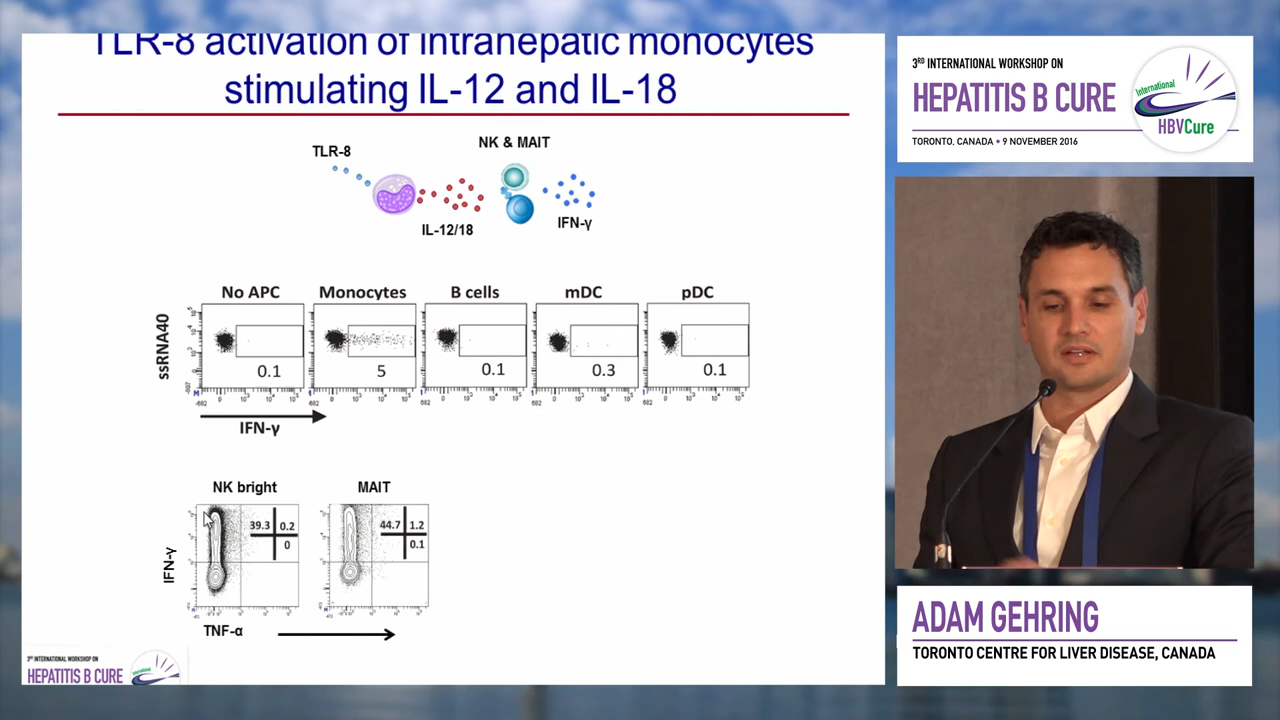 TLR-8 activation of intrahepatic monocytes
stimulating IL-12 and IL-18
TLR-8
NK & MAIT
IL-12/18
IFN-γ
No APC
Monocytes
B cells
mDC
pDC
ssRNA40
0.1
5
0.1
0.3
0.1
IFN-γ
NK bright
MAIT
39.3 0.2
0
44.7 1.2
0.1
IFN-γ
TNF-α
3RD INTERNATIONAL WORKSHOP ON
HEPATITIS B CURE
3RD INTERNATIONAL WORKSHOP ON
HEPATITIS B CURE
International
HBVCure
TORONTO, CANADA • 9 NOVEMBER 2016
ADAM GEHRING
TORONTO CENTRE FOR LIVER DISEASE, CANADA